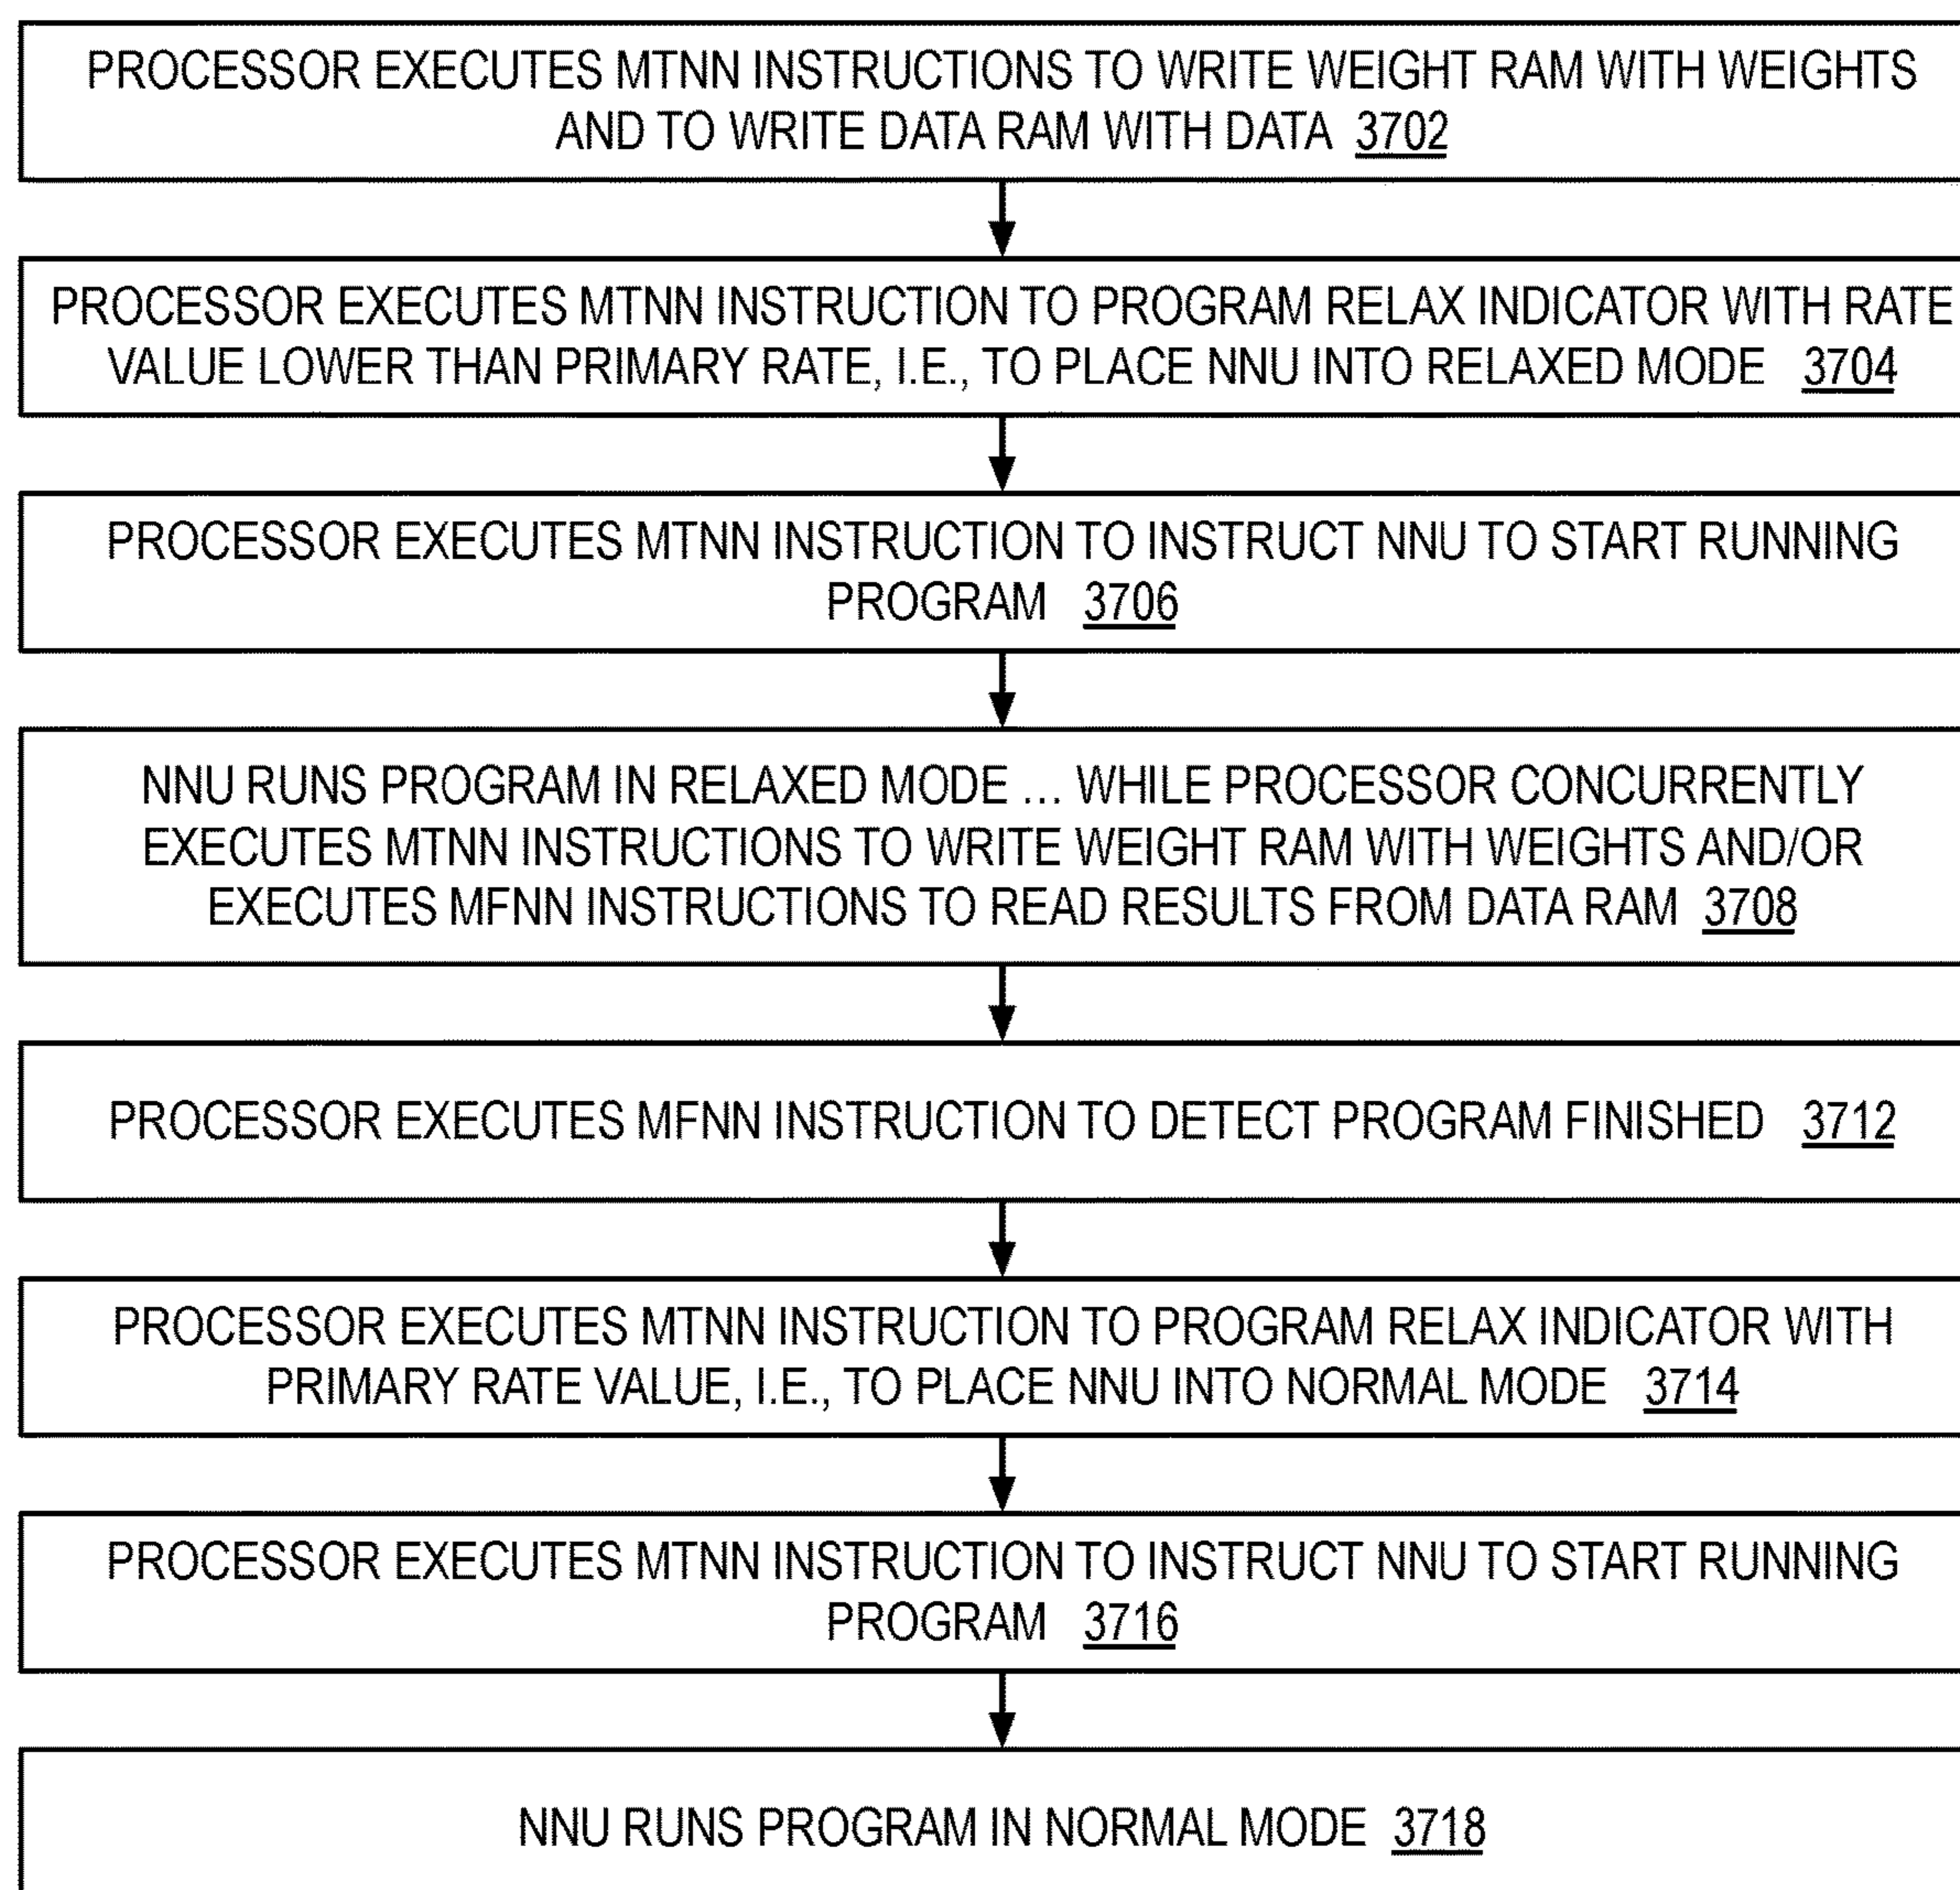 PROCESSOR EXECUTES MTNN INSTRUCTIONS TO WRITE WEIGHT RAM WITH WEIGHTS
AND TO WRITE DATA RAM WITH DATA 3702
PROCESSOR EXECUTES MTNN INSTRUCTION TO PROGRAM RELAX INDICATOR WITH RATE
VALUE LOWER THAN PRIMARY RATE, I.E., TO PLACE NNU INTO RELAXED MODE 3704
PROCESSOR EXECUTES MTNN INSTRUCTION TO INSTRUCT NNU TO START RUNNING
PROGRAM 3706
NNU RUNS PROGRAM IN RELAXED MODE ... WHILE PROCESSOR CONCURRENTLY
EXECUTES MTNN INSTRUCTIONS TO WRITE WEIGHT RAM WITH WEIGHTS AND/OR
EXECUTES MFNN INSTRUCTIONS TO READ RESULTS FROM DATA RAM 3708
PROCESSOR EXECUTES MFNN INSTRUCTION TO DETECT PROGRAM FINISHED 3712
PROCESSOR EXECUTES MTNN INSTRUCTION TO PROGRAM RELAX INDICATOR WITH
PRIMARY RATE VALUE, I.E., TO PLACE NNU INTO NORMAL MODE 3714
PROCESSOR EXECUTES MTNN INSTRUCTION TO INSTRUCT NNU TO START RUNNING
PROGRAM 3716
NNU RUNS PROGRAM IN NORMAL MODE 3718